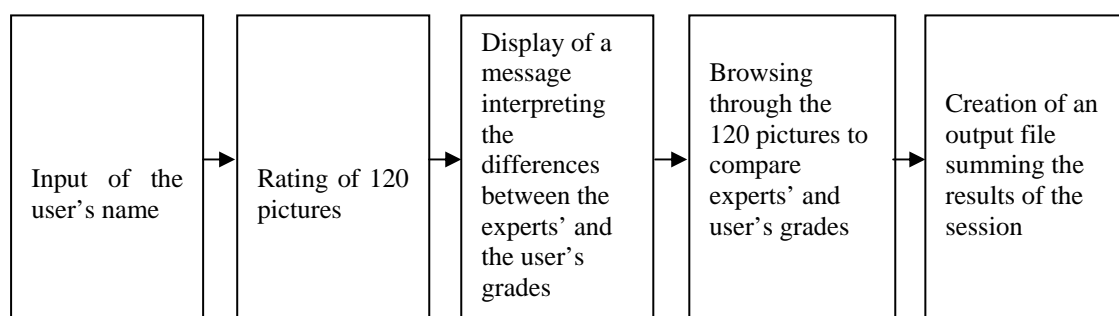 Input of the
user’s name
Rating of 120
pictures
Display of a
message
interpreting
the
differences
between the
experts’ and
the user’s
grades
Browsing
through the
120 pictures to
compare
experts’ and
user’s grades
Creation of an
output file
summing the
results of the
session